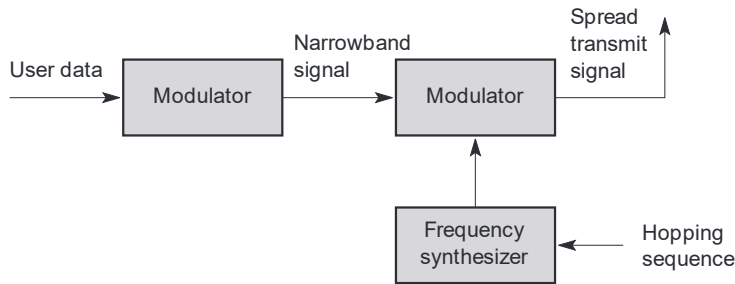 User data
Modulator
Narrowband
signal
Modulator
Spread
transmit
signal
Frequency
synthesizer
Hopping
sequence